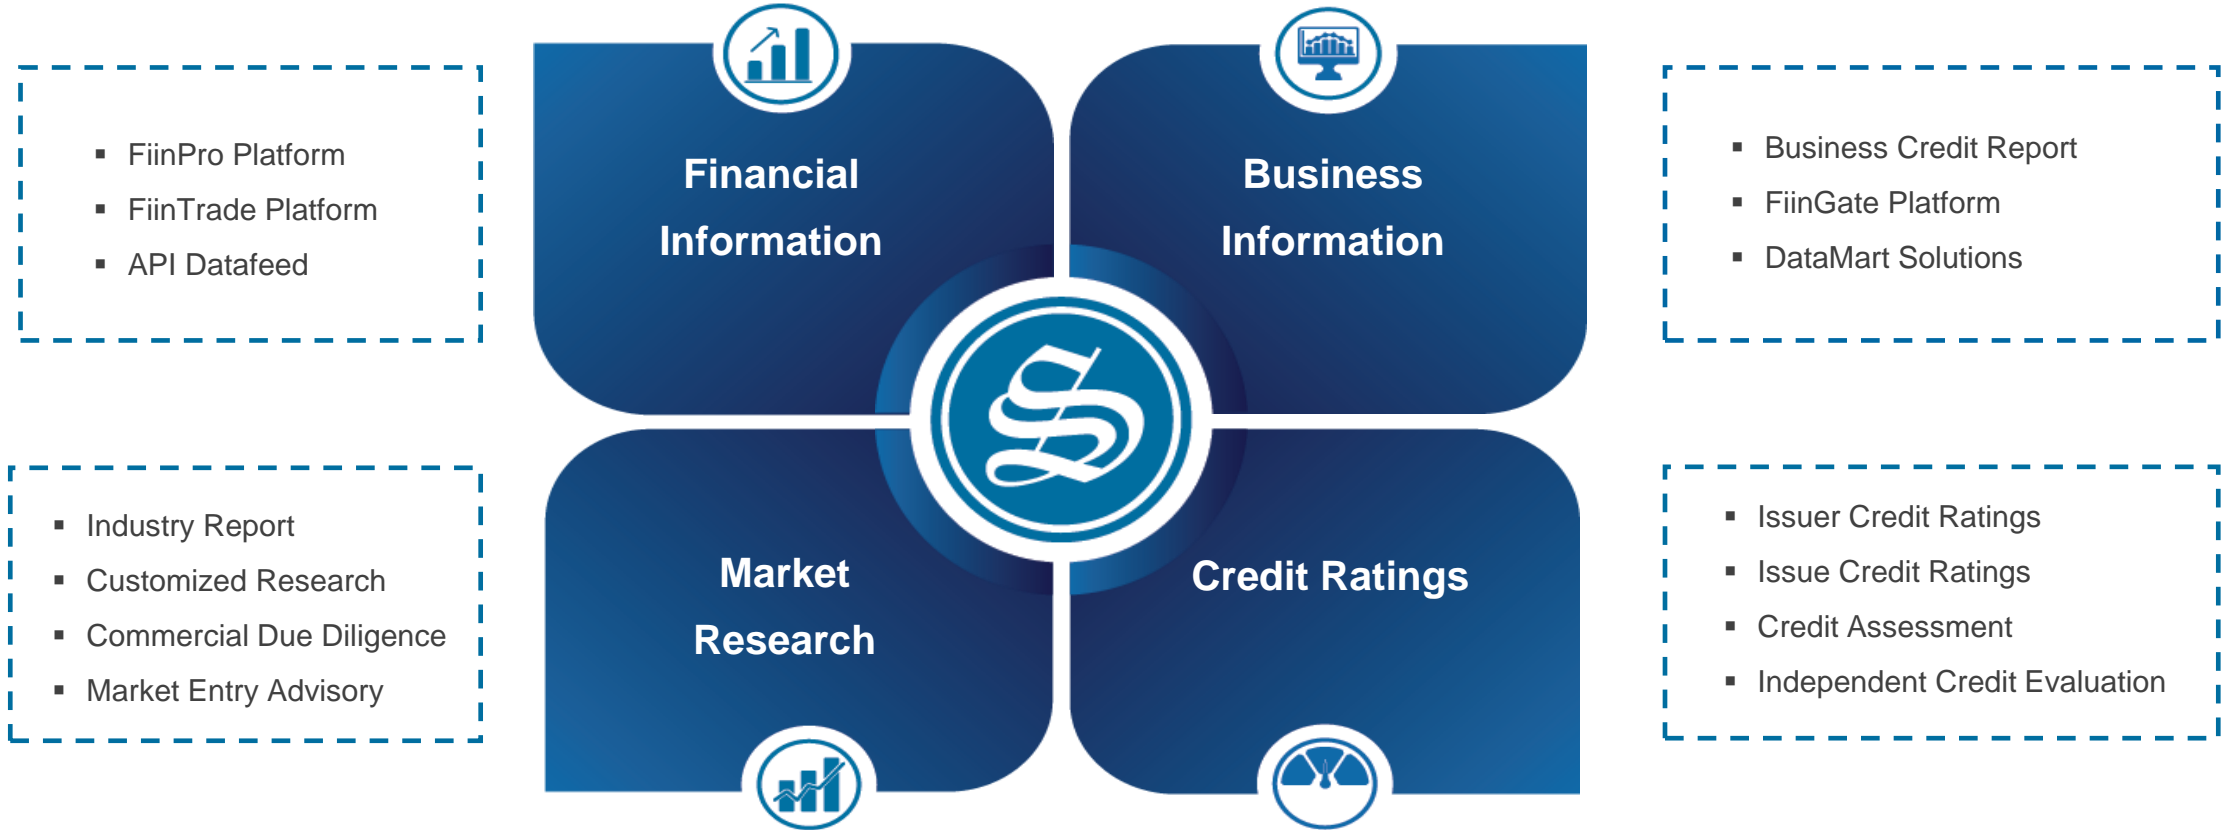 FiinPro Platform
FiinTrade Platform
API Datafeed
Financial
Information
Business
Information
Business Credit Report
FiinGate Platform
DataMart Solutions
S
Industry Report
Customized Research
Commercial Due Diligence
Market Entry Advisory
Market
Research
Credit Ratings
Issuer Credit Ratings
Issue Credit Ratings
Credit Assessment
Independent Credit Evaluation